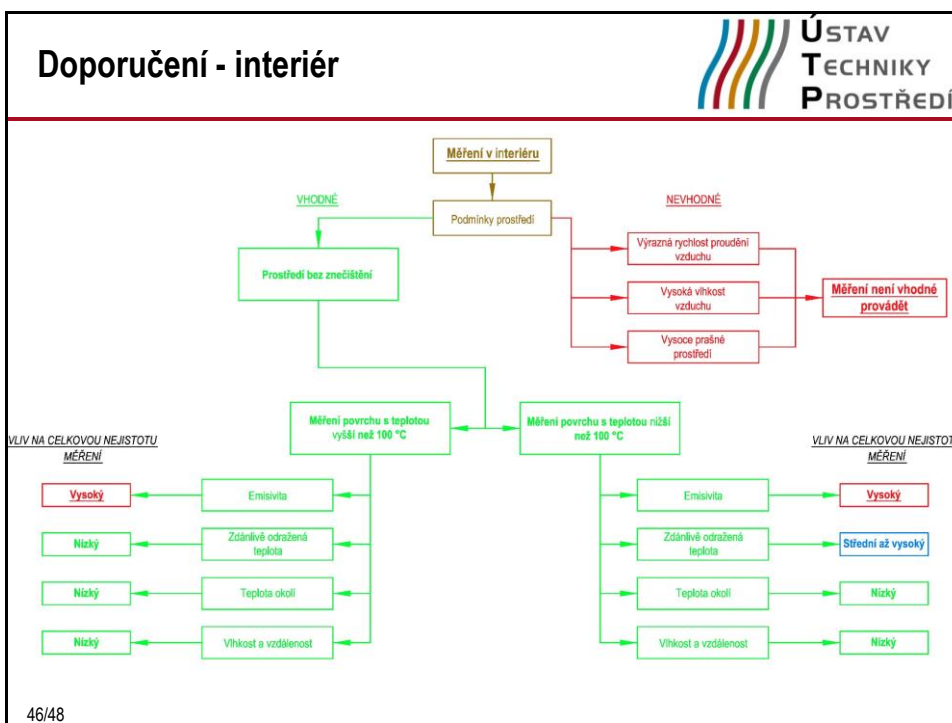 Doporučení - interiér
ÚSTAV
TECHNIKY
PROSTŘEDÍ
Měření v interiéru
VHODNÉ
NEVHODNÉ
Podmínky prostředí
Prostředí bez znečištění
Výrazná rychlost proudění
vzduchu
Vysoká vlhkost
vzduchu
Vysoce prašné
prostředí
Měření není vhodné
provádět
Měření povrchu s teplotou
vyšší než 100 °C
Měření povrchu s teplotou nižší
než 100 °C
VLIV NA CELKOVOU NEJISTOTU
MĚŘENÍ
VLIV NA CELKOVOU NEJISTOT
MĚŘENÍ
Vysoký
Emisivita
Emisivita
Vysoký
Nízký
Zdánlivě odražená
teplota
Zdánlivě odražená
teplota
Střední až vysoký
Nízký
Teplota okolí
Teplota okolí
Nízký
Nízký
Vlhkost a vzdálenost
Vlhkost a vzdálenost
Nízký
46/48